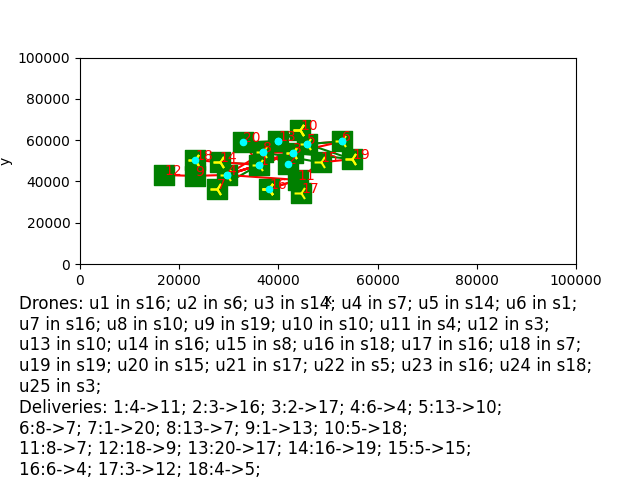 100000
80000
60000
40000
20000
0
y
0 20000 40000 60000 80000 100000
x
Drones: u1 in s16; u2 in s6; u3 in s14; u4 in s7; u5 in s14; u6 in s1;
u7 in s16; u8 in s10; u9 in s19; u10 in s10; u11 in s4; u12 in s3;
u13 in s10; u14 in s16; u15 in s8; u16 in s18; u17 in s16; u18 in s7;
u19 in s19; u20 in s15; u21 in s17; u22 in s5; u23 in s16; u24 in s18;
u25 in s3;
Deliveries: 1:4->11; 2:3->16; 3:2->17; 4:6->4; 5:13->10;
6:8->7; 7:1->20; 8:13->7; 9:1->13; 10:5->18;
11:8->7; 12:18->9; 13:20->17; 14:16->19; 15:5->15;
16:6->4; 17:3->12; 18:4->5;